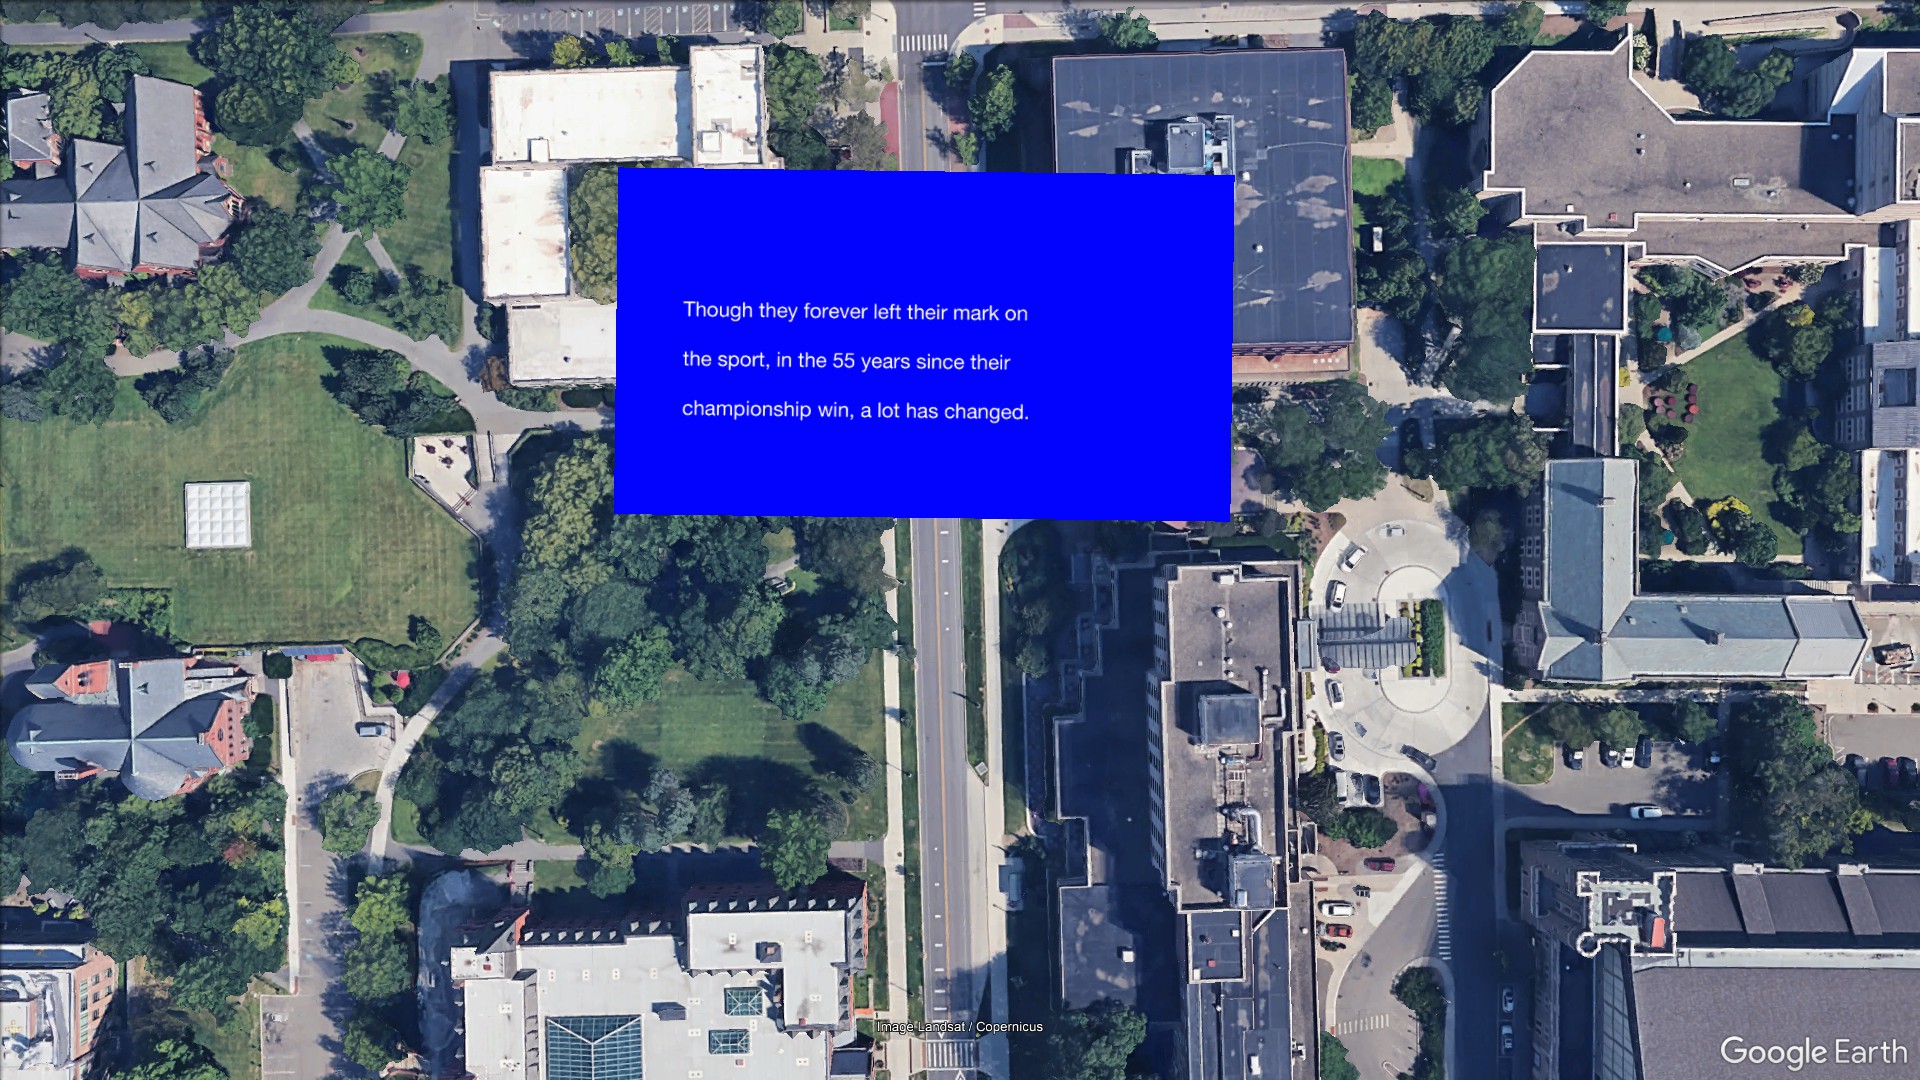 Though they forever left their mark on
the sport, in the 55 years since their
championship win, a lot has changed.
Image Landsat / Copernicus
Google Earth